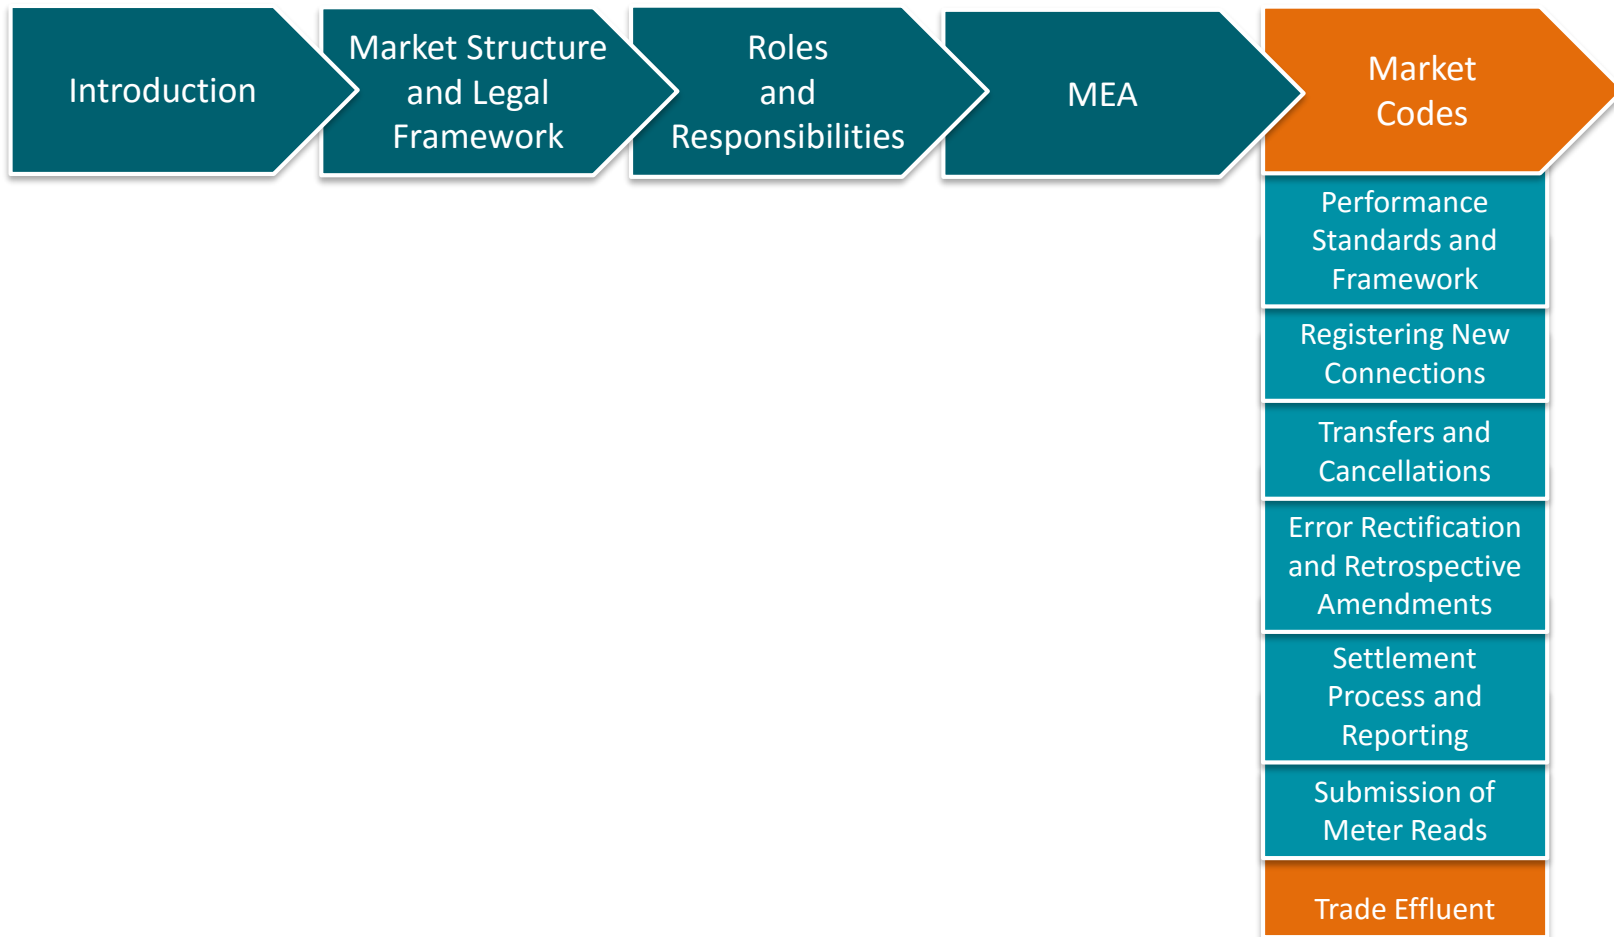 Introduction
Market Structure
and Legal
Framework
Roles
and
Responsibilities
MEA
Market
Codes
Performance
Standards and
Framework
Registering New
Connections
Transfers and
Cancellations
Error Rectification
and Retrospective
Amendments
Settlement
Process and
Reporting
Submission of
Meter Reads
Trade Effluent